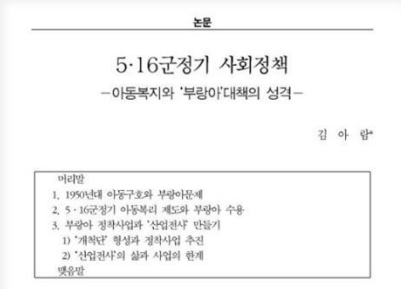 논문
5·16군정기 사회정책
-아동복지와 '부랑아'대책의 성격-
김 아 람*
머리말
1. 1950년대 아동구호와 부랑아문제
2. 5·16군정기 아동복리 제도와 부랑아 수용
3. 부랑아 정착사업과 '산업전사' 만들기
1) '개척단' 형성과 정착사업 추진
2) '산업전사'의 삶과 사업의 한계
맺음말